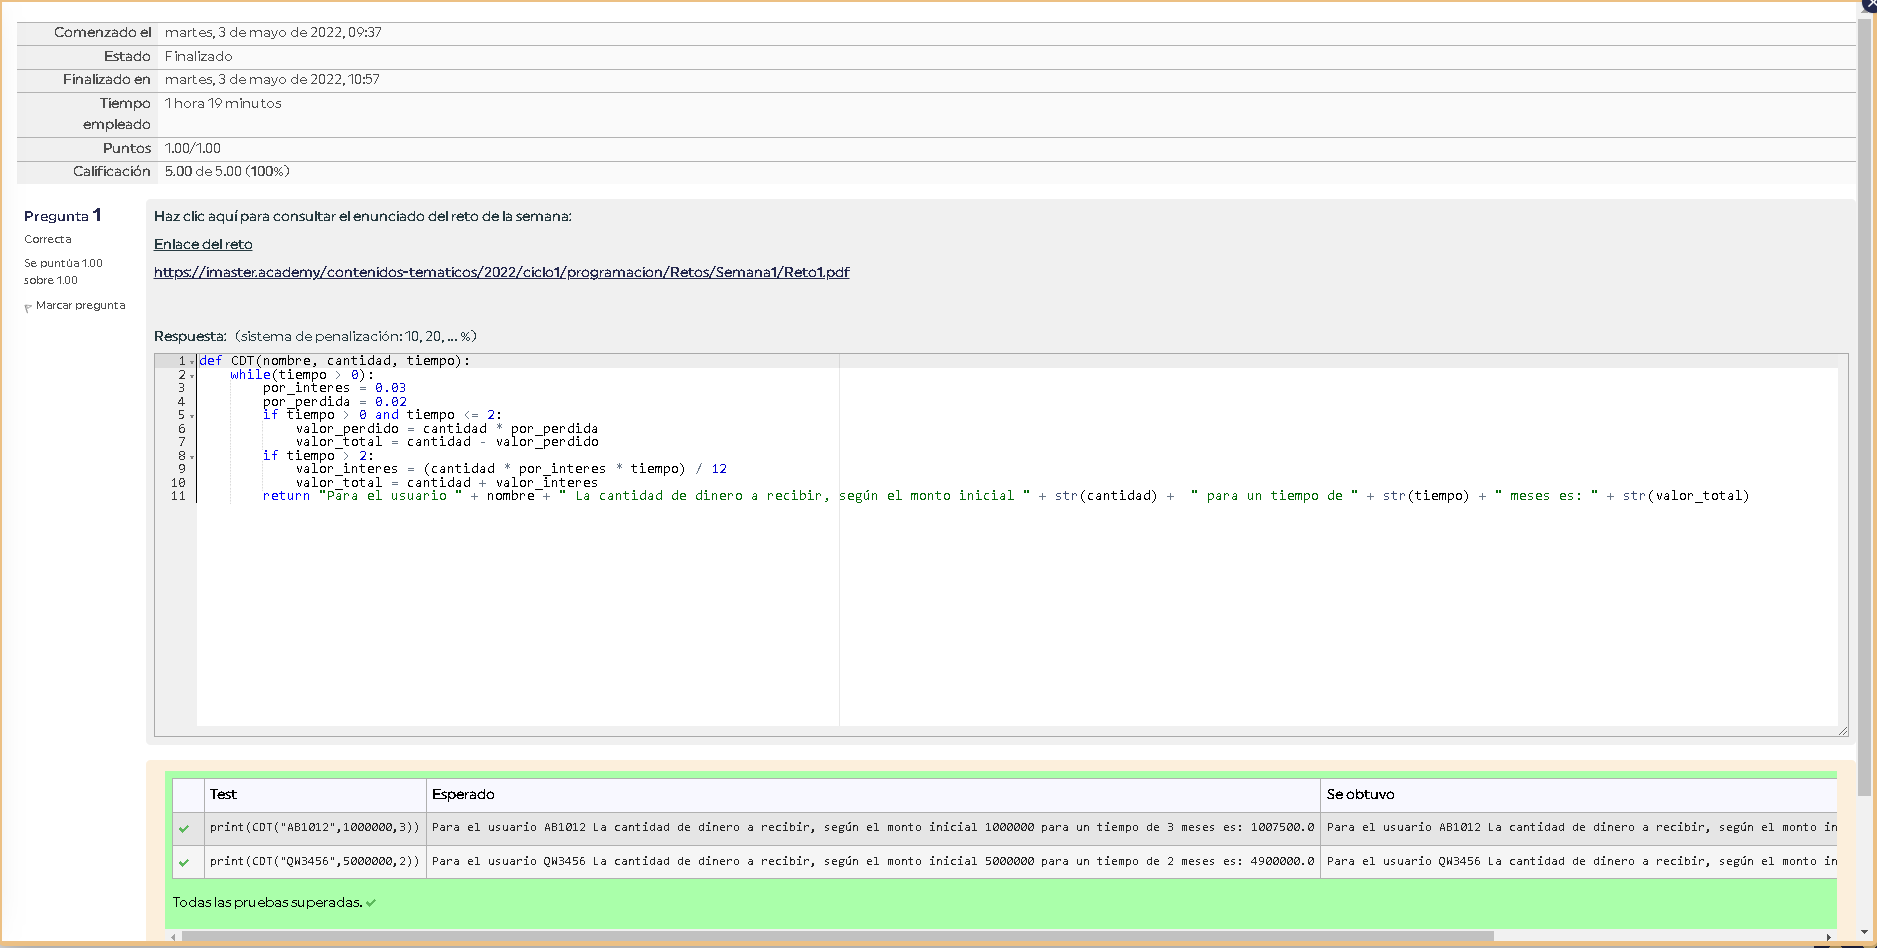 Comenzado el martes, 3 de mayo de 2022, 09:37
Estado Finalizado
Finalizado en martes, 3 de mayo de 2022, 10:57
Tiempo empleado 1 hora 19 minutos
Puntos 1.00/1.00
Calificación 5.00 de 5.00 (100%)
Pregunta 1
Correcta
Se puntúa 1.00
sobre 1.00
Marcar pregunta
Haz clic aquí para consultar el enunciado del reto de la semana:
Enlace del reto
https://imaster.academy/contenidos-tematicos/2022/ciclo1/programacion/Retos/Semana1/Reto1.pdf
Respuesta: (sistema de penalización: 10, 20, ... %)
1 def CDT(nombre, cantidad, tiempo):
2     while(tiempo > 0):
3         por_interes = 0.03
4         por_perdida = 0.02
5         if tiempo > 0 and tiempo <= 2:
6             valor_perdido = cantidad * por_perdida
7             valor_total = cantidad - valor_perdido
8         if tiempo > 2:
9             valor_interes = (cantidad * por_interes * tiempo) / 12
10             valor_total = cantidad + valor_interes
11         return "Para el usuario " + nombre + " La cantidad de dinero a recibir, según el monto inicial " + str(cantidad) +  " para un tiempo de " + str(tiempo) + " meses es: " + str(valor_total)
Test Esperado Se obtuvo
print(CDT("AB1012",1000000,3)) Para el usuario AB1012 La cantidad de dinero a recibir, según el monto inicial 1000000 para un tiempo de 3 meses es: 1007500.0 Para el usuario AB1012 La cantidad de dinero a recibir, según el monto in
print(CDT("QW3456",5000000,2)) Para el usuario QW3456 La cantidad de dinero a recibir, según el monto inicial 5000000 para un tiempo de 2 meses es: 4900000.0 Para el usuario QW3456 La cantidad de dinero a recibir, según el monto in
Todas las pruebas superadas.